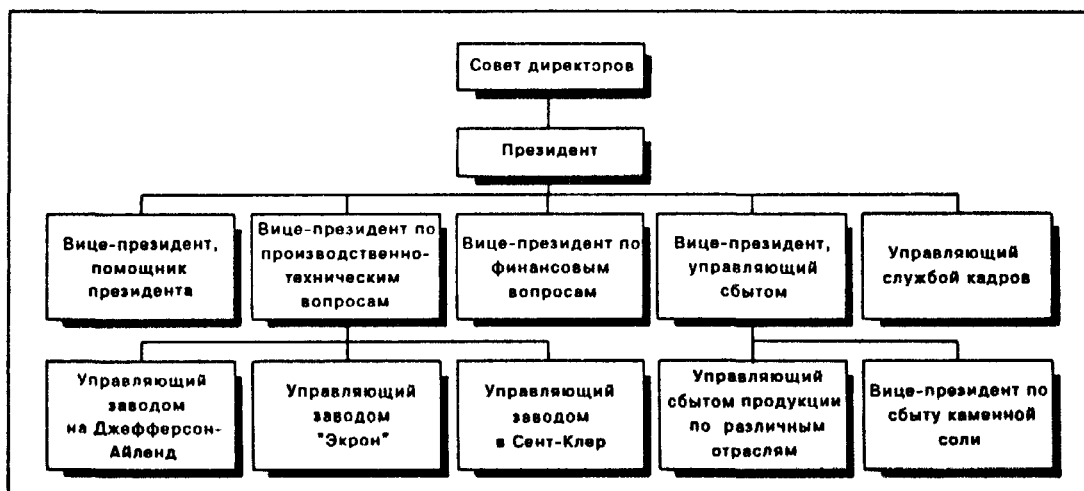 Совет директоров
Президент
Вице-президент,
помощник
президента
Вице-президент по
производственно-
техническим
вопросам
Вице-президент по
финансовым
вопросам
Вице-президент,
управляющий
сбытом
Управляющий
службой кадров
Управляющий
заводом
на Джефферсон-
Айленд
Управляющий
заводом
"Экрон"
Управляющий
заводом
в Сент-Клер
Управляющий
сбытом продукции
по различным
отраслям
Вице-президент по
сбыту каменной
соли